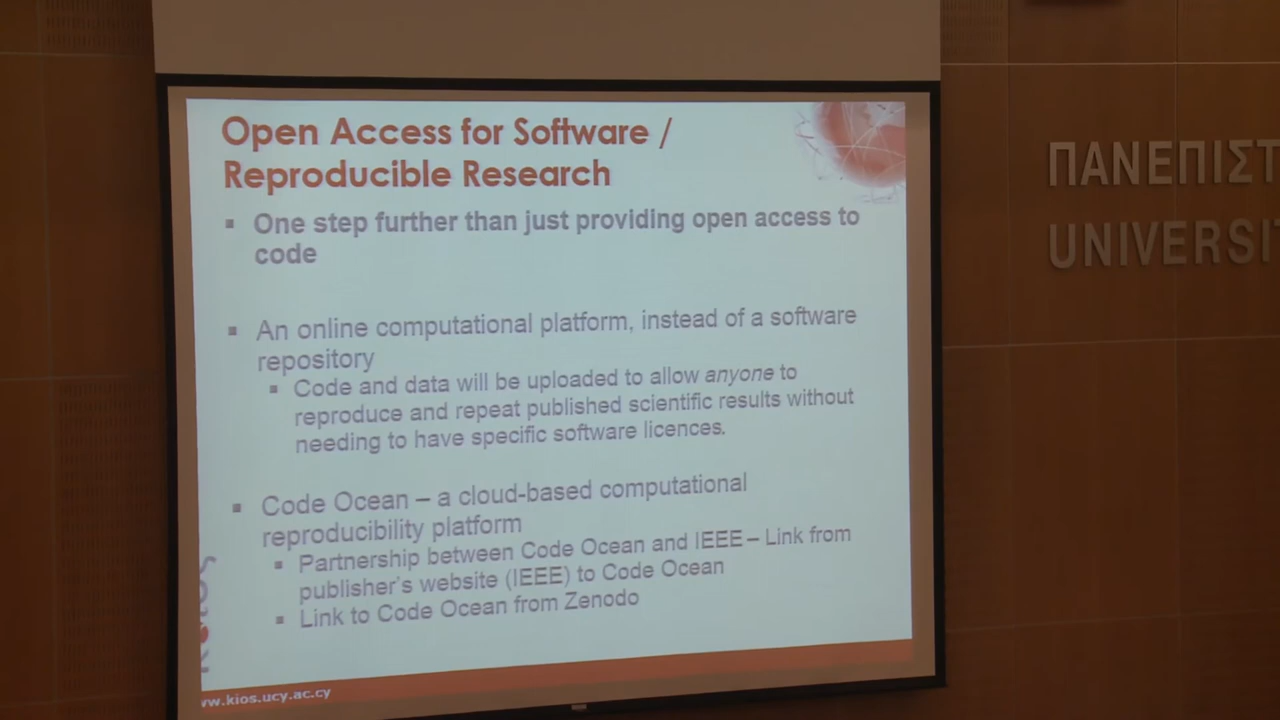 Open Access for Software /
Reproducible Research
One step further than just providing open access to
code
An online computational platform, instead of a software
repository
Code and data will be uploaded to allow anyone to
reproduce and repeat published scientific results without
needing to have specific software licences.
Code Ocean – a cloud-based computational
reproducibility platform
Partnership between Code Ocean and IEEE – Link from
publisher's website (IEEE) to Code Ocean
Link to Code Ocean from Zenodo
ww.kios.ucy.ac.cy
ΠΑΝΕΠΙΣΤ
UNIVERSI